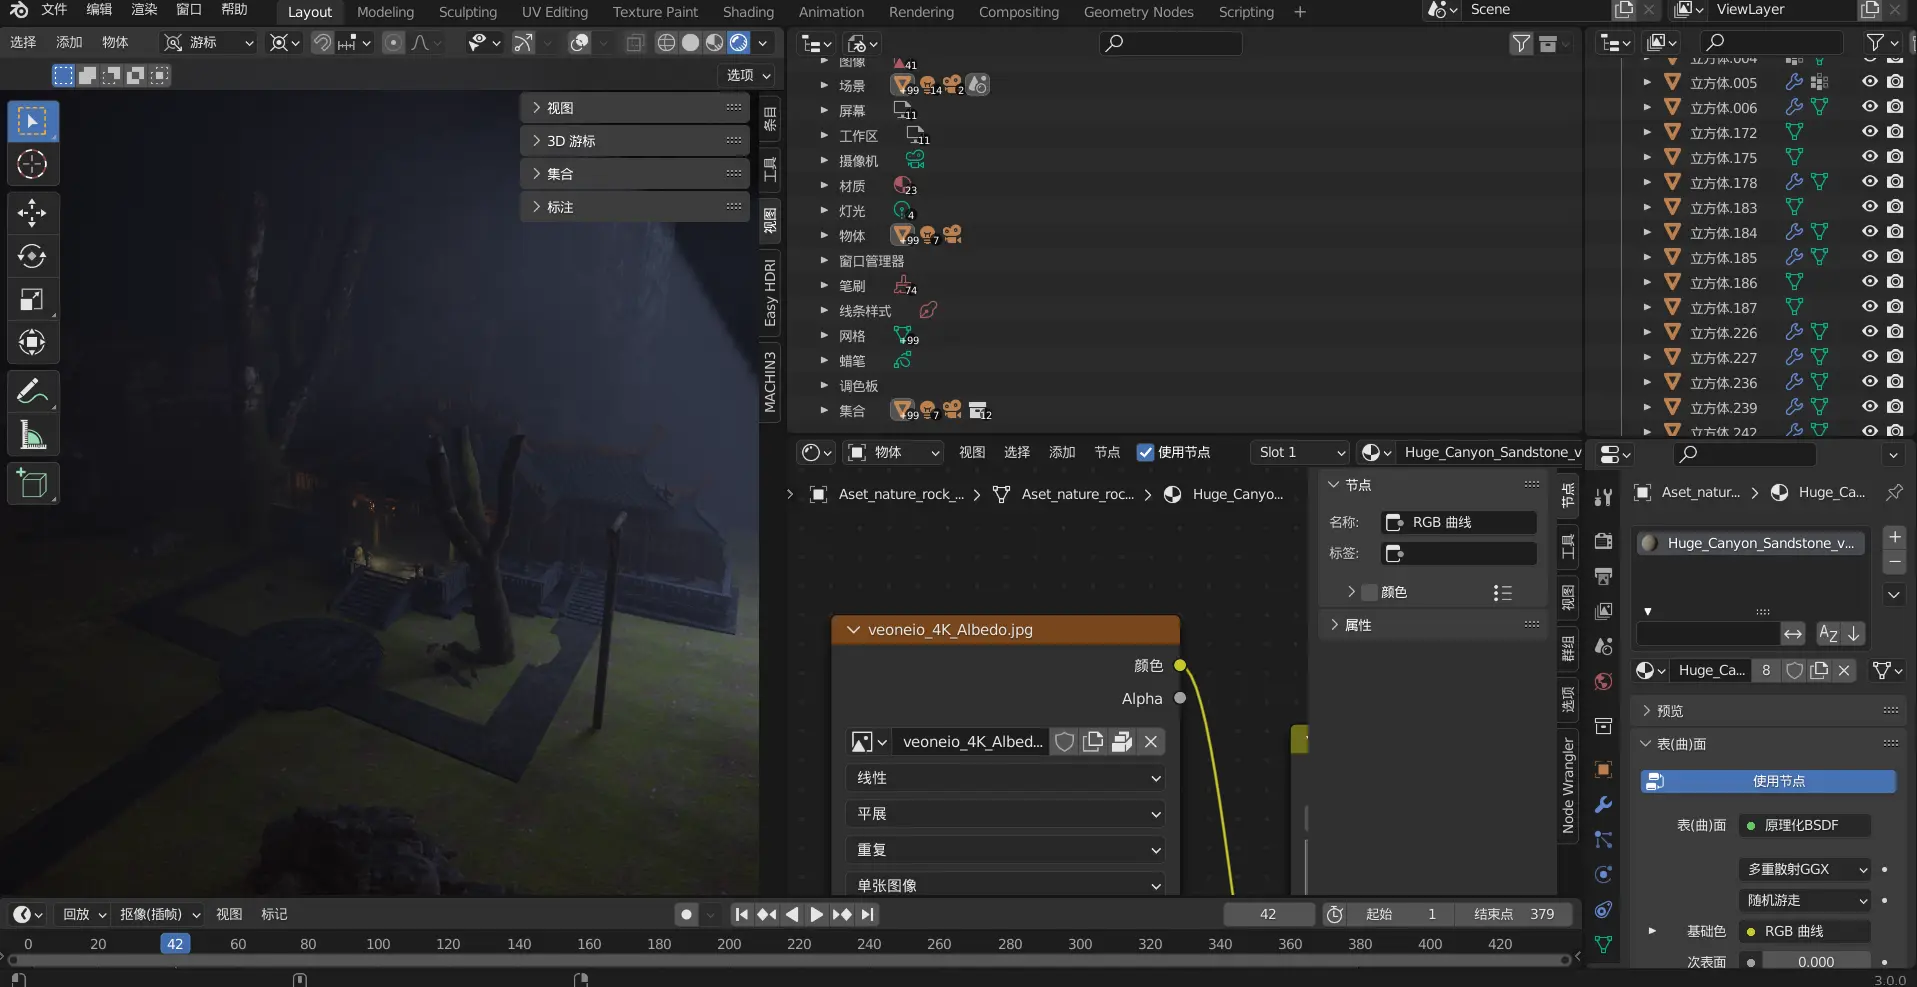 文件 编辑 渲染 窗口 帮助 Layout Modeling Sculpting UV Editing Texture Paint Shading Animation Rendering Compositing Geometry Nodes Scripting + Scene ViewLayer
选择 添加 物体 游标
选项
视图
3D 游标
集合
标注
条目
工具
视图
Easy HDRI
MACHIN3
图像 41
场景 +99 14 2
屏幕 11
工作区 11
摄像机
材质 23
灯光 4
物体 +99 7
窗口管理器
笔刷 74
线条样式
网格 +99
蜡笔
调色板
集合 +99 7 12
立方体.004
立方体.005
立方体.006
立方体.172
立方体.175
立方体.178
立方体.183
立方体.184
立方体.185
立方体.186
立方体.187
立方体.226
立方体.227
立方体.236
立方体.239
立方体.242
物体 视图 选择 添加 节点 使用节点 Slot 1 Huge_Canyon_Sandstone_v
Aset_nature_rock_... Aset_nature_roc... Huge_Canyo...
节点
名称: RGB 曲线
标签:
颜色
属性
节点
工具
视图
群组
选项
Node Wrangler
veoneio_4K_Albedo.jpg
颜色
Alpha
veoneio_4K_Albed...
线性
平展
重复
单张图像
Aset_natur... Huge_Ca...
Huge_Canyon_Sandstone_v...
Huge_Ca... 8
预览
表(曲)面
使用节点
表(曲)面 原理化BSDF
多重散射GGX
随机游走
基础色 RGB 曲线
次表面 0.000
回放 抠像(插帧) 视图 标记 42 起始 1 结束点 379
0 20 42 60 80 100 120 140 160 180 200 220 240 260 280 300 320 340 360 380 400 420
3.0.0